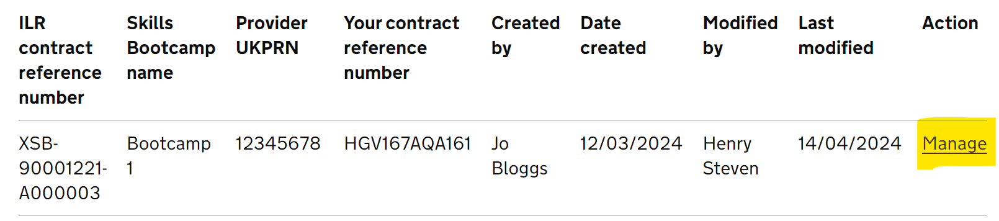 ILR contract reference number
Skills Bootcamp name
Provider UKPRN
Your contract reference number
Created by
Date created
Modified by
Last modified
Action
XSB-90001221-A000003
Bootcamp 1
12345678
HGV167AQA161
Jo Bloggs
12/03/2024
Henry Steven
14/04/2024
Manage